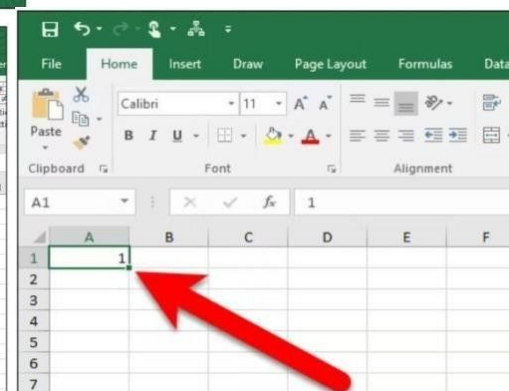 File Home Insert Draw Page Layout Formulas Data
Calibri 11 A A
Paste B I U A
Clipboard Font Alignment
A1 fx 1
A B C D E F
1 1
2
3
4
5
6
7